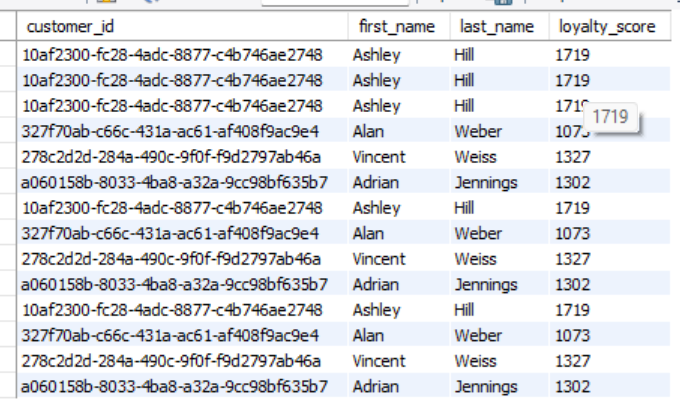 customer_id first_name last_name loyalty_score
10af2300-fc28-4adc-8877-c4b746ae2748 Ashley Hill 1719
10af2300-fc28-4adc-8877-c4b746ae2748 Ashley Hill 1719
10af2300-fc28-4adc-8877-c4b746ae2748 Ashley Hill 1719
1719
327f70ab-c66c-431a-ac61-af408f9ac9e4 Alan Weber 1073
278c2d2d-284a-490c-9f0f-f9d2797ab46a Vincent Weiss 1327
a060158b-8033-4ba8-a32a-9cc98bf635b7 Adrian Jennings 1302
10af2300-fc28-4adc-8877-c4b746ae2748 Ashley Hill 1719
327f70ab-c66c-431a-ac61-af408f9ac9e4 Alan Weber 1073
278c2d2d-284a-490c-9f0f-f9d2797ab46a Vincent Weiss 1327
a060158b-8033-4ba8-a32a-9cc98bf635b7 Adrian Jennings 1302
10af2300-fc28-4adc-8877-c4b746ae2748 Ashley Hill 1719
327f70ab-c66c-431a-ac61-af408f9ac9e4 Alan Weber 1073
278c2d2d-284a-490c-9f0f-f9d2797ab46a Vincent Weiss 1327
a060158b-8033-4ba8-a32a-9cc98bf635b7 Adrian Jennings 1302